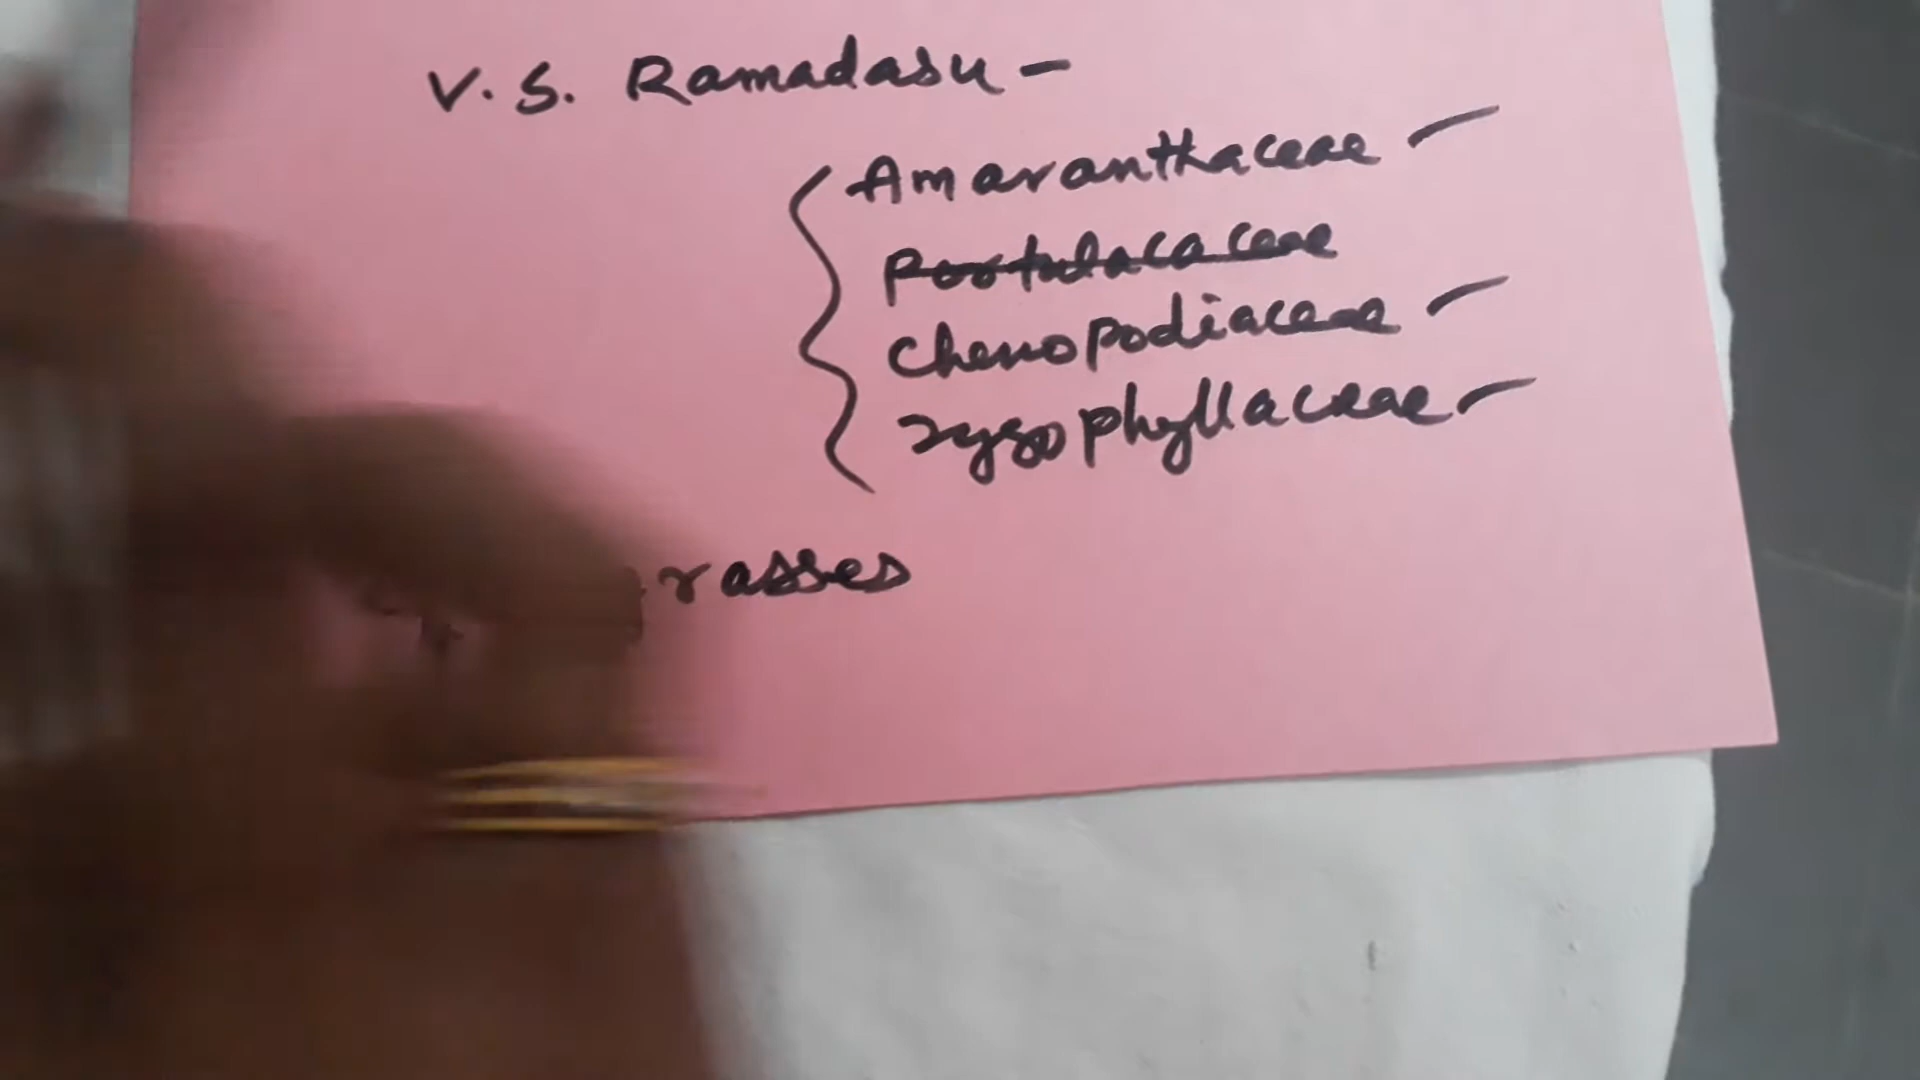 V. S. Ramadasu -
Amaranthaceae -
Portulacaceae
Chenopodiaceae -
Zygophyllaceae -
rasses